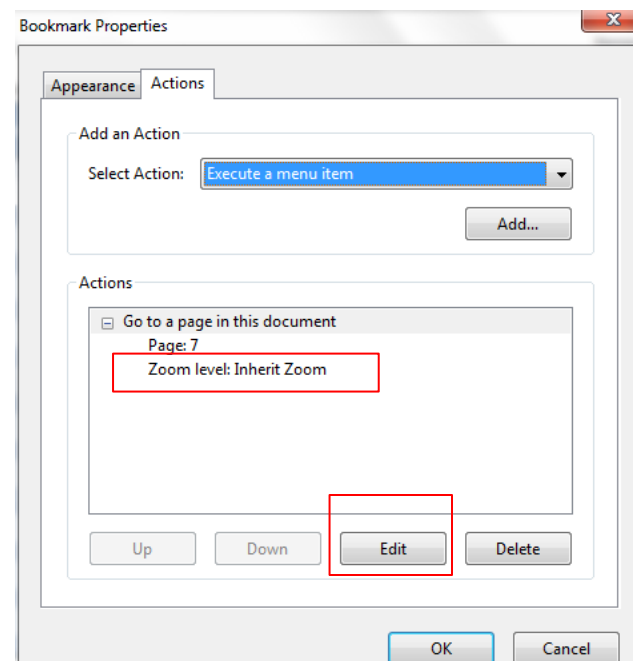 Bookmark Properties
Appearance Actions
Add an Action
Select Action: Execute a menu item
Add...
Actions
Go to a page in this document
Page: 7
Zoom level: Inherit Zoom
Up Down Edit Delete
OK Cancel